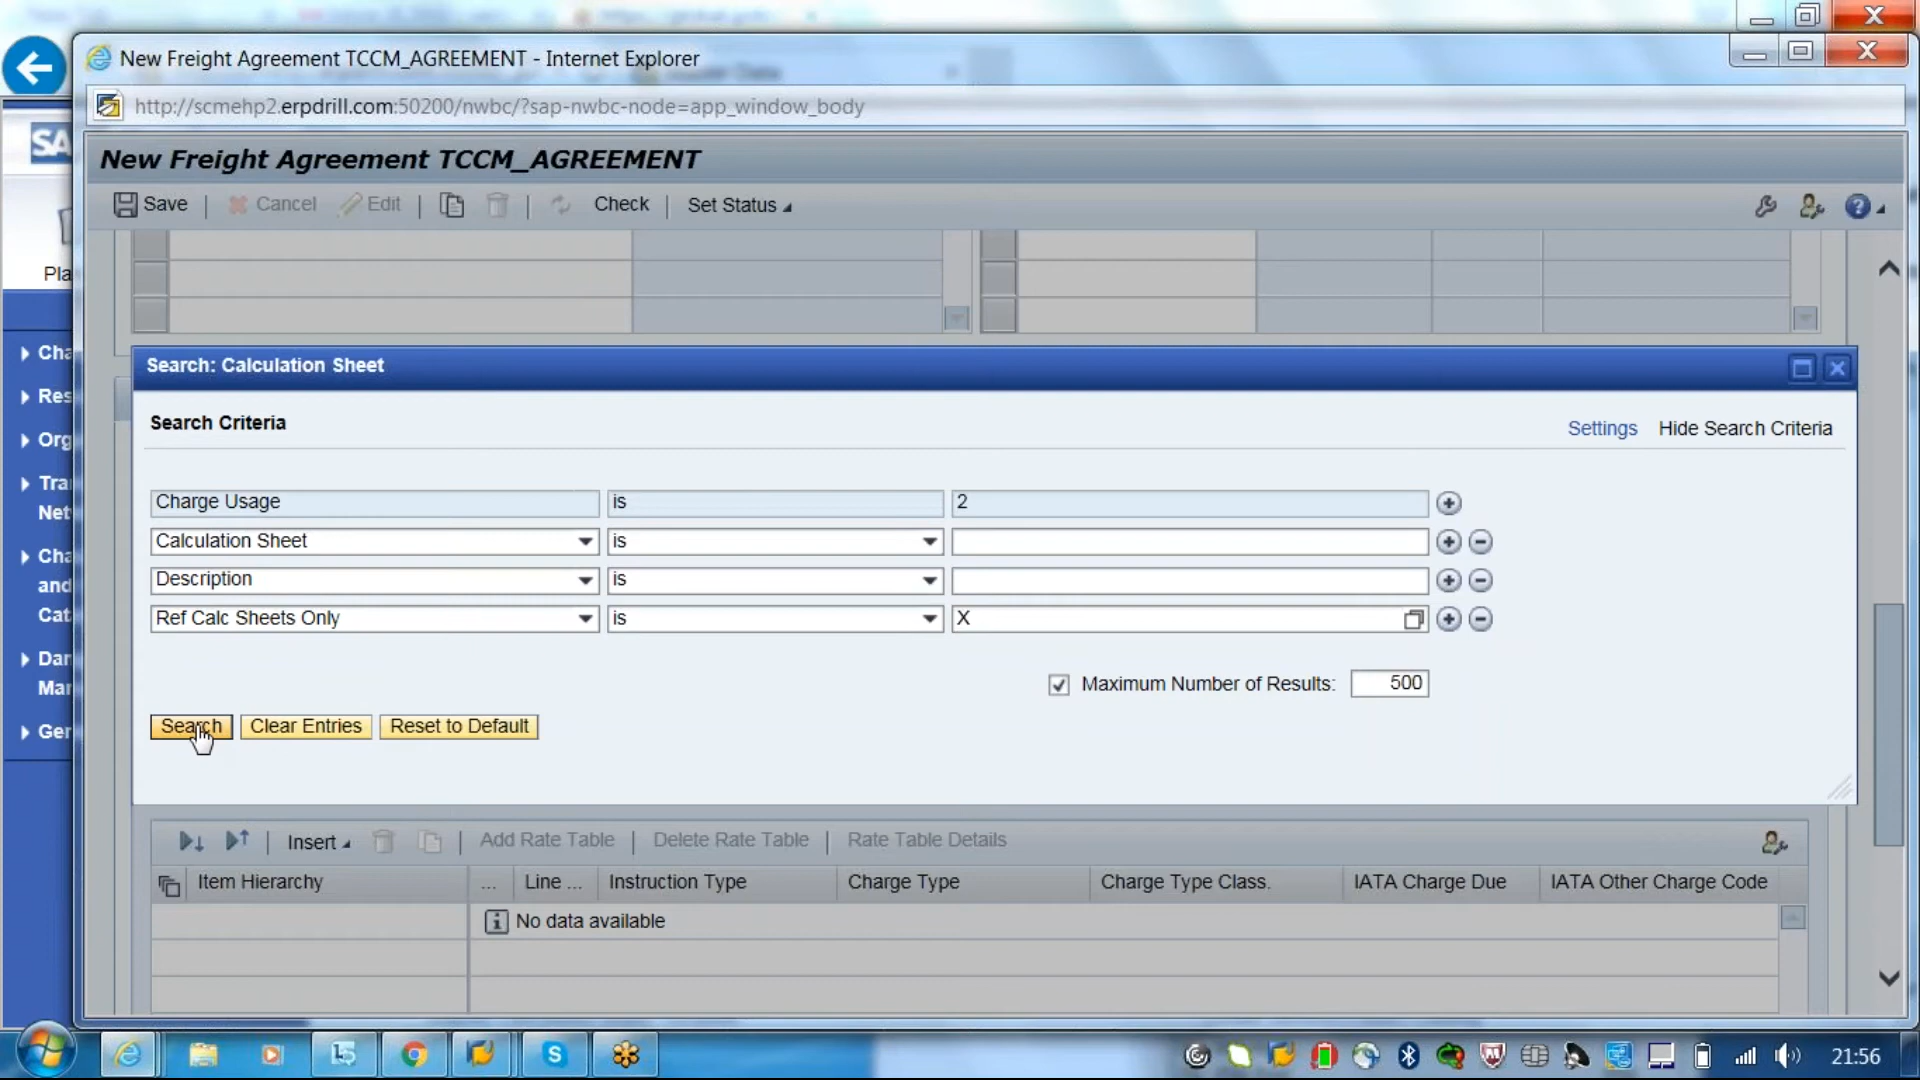 New Freight Agreement TCCM_AGREEMENT - Internet Explorer
http://scmehp2.erpdrill.com:50200/nwbc/?sap-nwbc-node=app_window_body
SA
New Freight Agreement TCCM_AGREEMENT
Save Cancel Edit Check Set Status
Pla
Search: Calculation Sheet
Search Criteria
Settings Hide Search Criteria
Charge Usage is 2
Calculation Sheet is
Description is
Ref Calc Sheets Only is X
Maximum Number of Results: 500
Search Clear Entries Reset to Default
Cha
Res
Org
Tra
Net
Cha
and
Cat
Dan
Mar
Ger
Insert Add Rate Table Delete Rate Table Rate Table Details
Item Hierarchy ... Line ... Instruction Type Charge Type Charge Type Class. IATA Charge Due IATA Other Charge Code
No data available
21:56